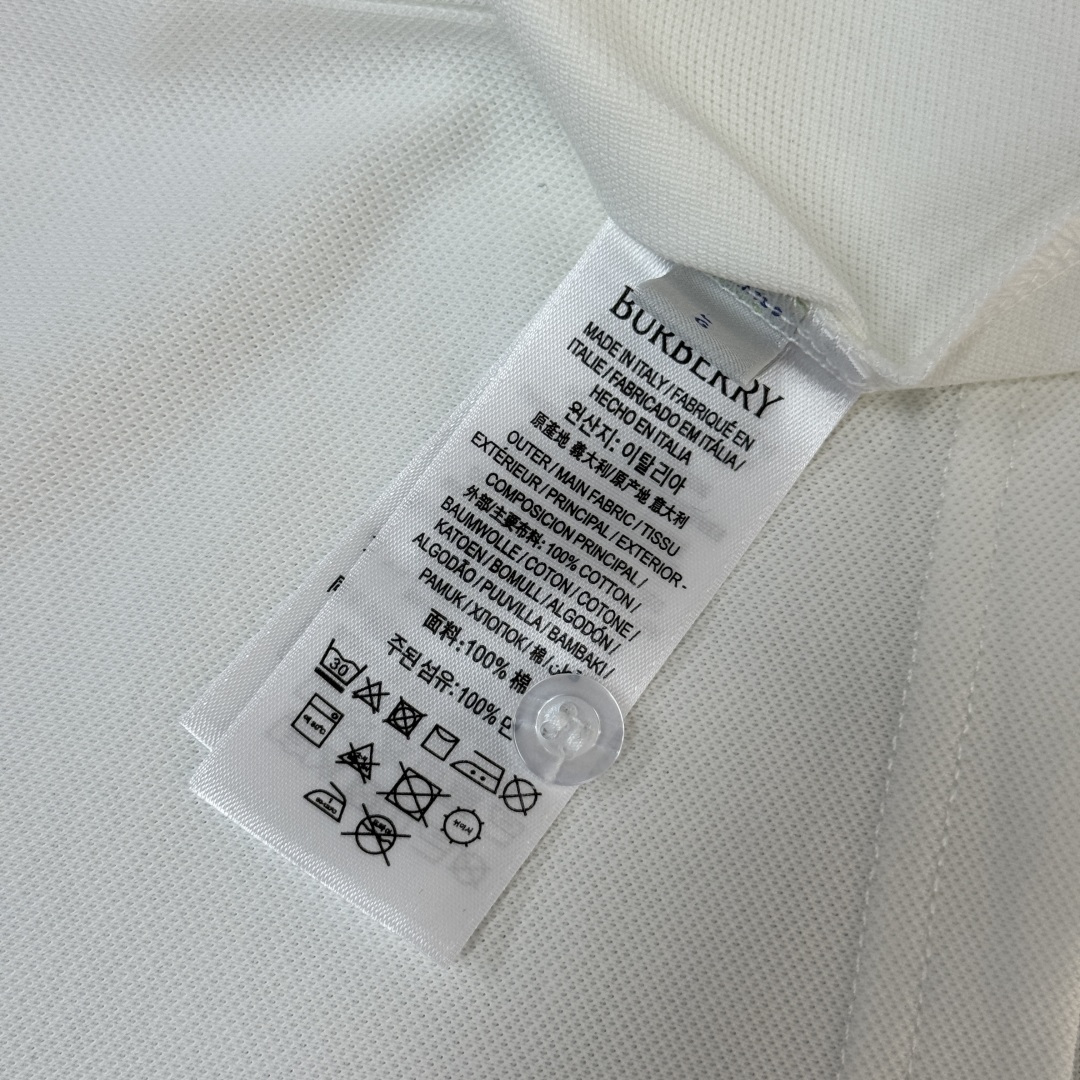 BURBERRY
MADE IN ITALY / FABRIQUÉ EN
ITALIE / FABRICADO EM ITÁLIA /
HECHO EN ITALIA
원산지: 이탈리아
原產地 義大利/原产地 意大利
OUTER / MAIN FABRIC / TISSU
EXTÉRIEUR / PRINCIPAL / EXTERIOR -
COMPOSICION PRINCIPAL /
外部/主要布料: 100% COTTON /
BAUMWOLLE / COTON / COTONE /
KATOEN / BOMULL / ALGODÓN /
ALGODÃO / PUUVILLA / BAMBAKI /
PAMUK / ХЛОПОК / 棉 /
面料: 100% 棉
주된 섬유: 100% 면
30